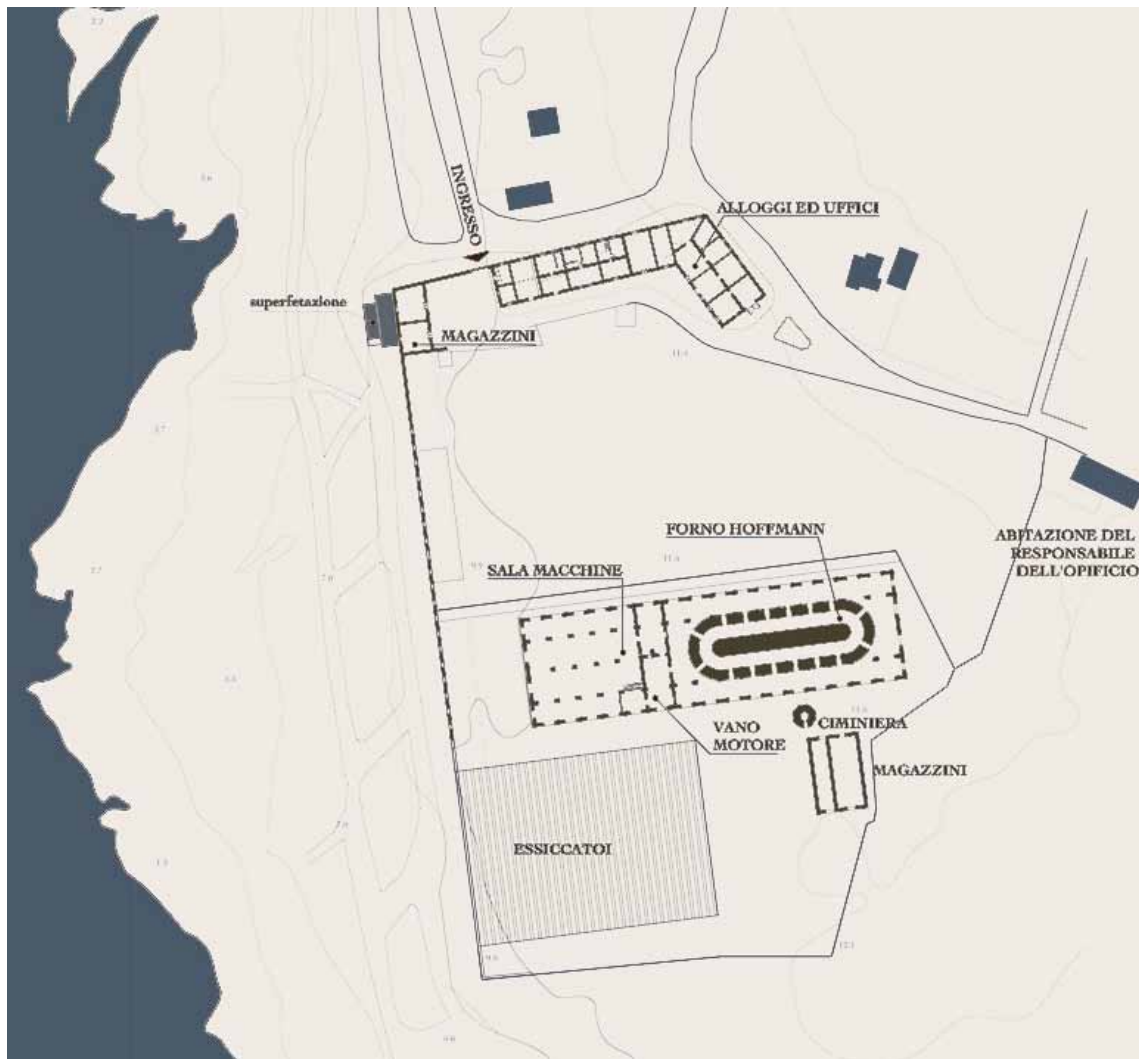 INGRESSO
ALLOGGI ED UFFICI
superfetazione
MAGAZZINI
FORNO HOFFMANN
ABITAZIONE DEL
RESPONSABILE
DELL'OPIFICIO
SALA MACCHINE
VANO
MOTORE
CIMINIERA
MAGAZZINI
ESSICCATOI